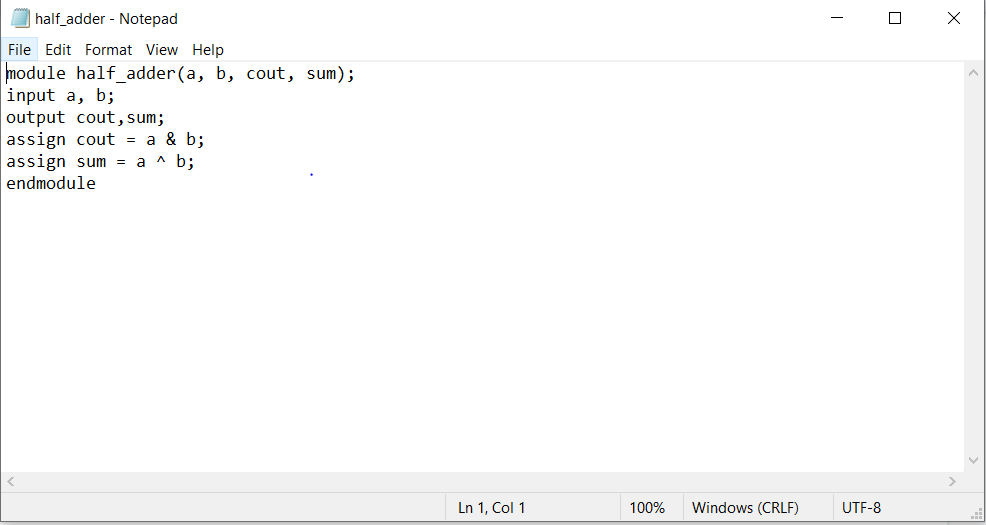 half_adder - Notepad
File Edit Format View Help
module half_adder(a, b, cout, sum);
input a, b;
output cout,sum;
assign cout = a & b;
assign sum = a ^ b;
endmodule
Ln 1, Col 1 100% Windows (CRLF) UTF-8